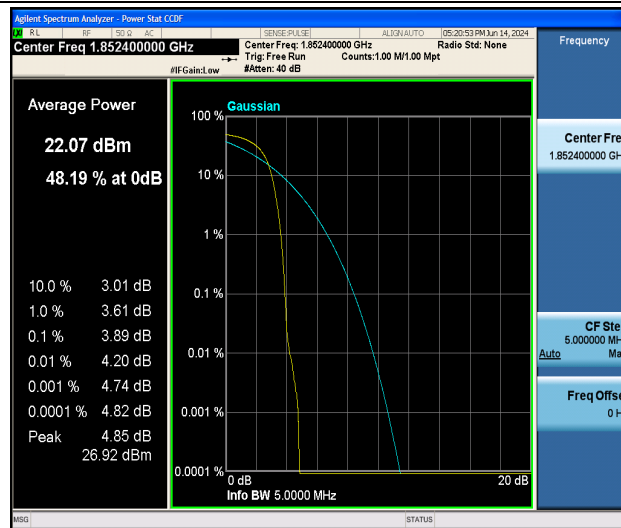 Agilent Spectrum Analyzer - Power Stat CCDF
RL RF 50 Ω AC SENSE:PULSE ALIGN AUTO 05:20:53 PM Jun 14, 2024
Center Freq 1.852400000 GHz
Center Freq: 1.852400000 GHz Radio Std: None
Trig: Free Run Counts:1.00 M/1.00 Mpt
#IFGain:Low #Atten: 40 dB
Frequency
Average Power
22.07 dBm
48.19 % at 0dB
10.0 % 3.01 dB
1.0 % 3.61 dB
0.1 % 3.89 dB
0.01 % 4.20 dB
0.001 % 4.74 dB
0.0001 % 4.82 dB
Peak 4.85 dB
26.92 dBm
Gaussian
100 %
10 %
1 %
0.1 %
0.01 %
0.001 %
0.0001 %
0 dB 20 dB
Info BW 5.0000 MHz
Center Fre
1.852400000 GH
CF Ste
5.000000 MH
Auto Ma
Freq Offse
0 H
MSG STATUS